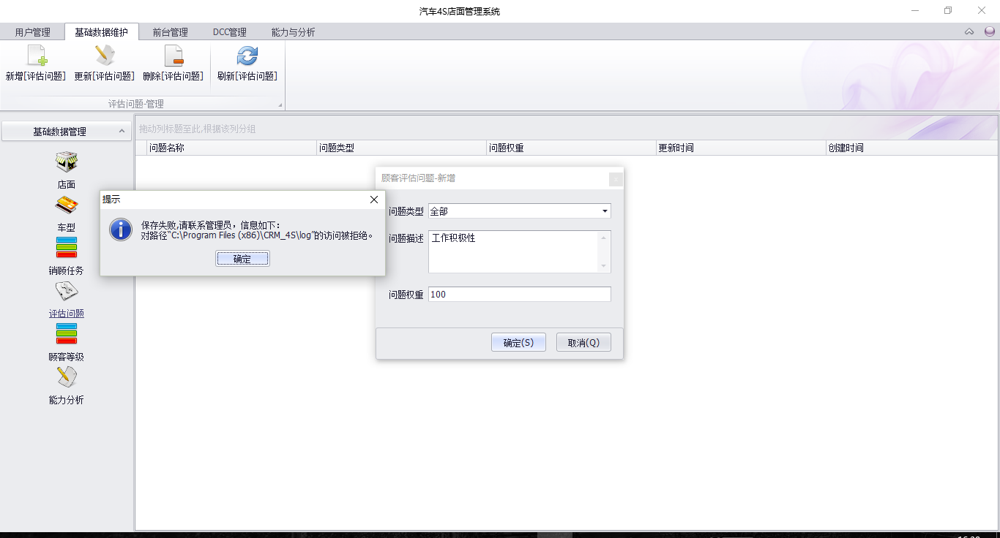 汽车4S店面管理系统
用户管理 基础数据维护 前台管理 DCC管理 能力与分析
新增[评估问题] 更新[评估问题] 删除[评估问题] 刷新[评估问题]
评估问题-管理
基础数据管理
店面
车型
销顾任务
评估问题
顾客等级
能力分析
拖动列标题至此,根据该列分组
问题名称 问题类型 问题权重 更新时间 创建时间
顾客评估问题-新增
问题类型 全部
问题描述 工作积极性
问题权重 100
确定(S) 取消(Q)
提示
保存失败,请联系管理员，信息如下：
对路径“C:\Program Files (x86)\CRM_4S\log”的访问被拒绝。
确定